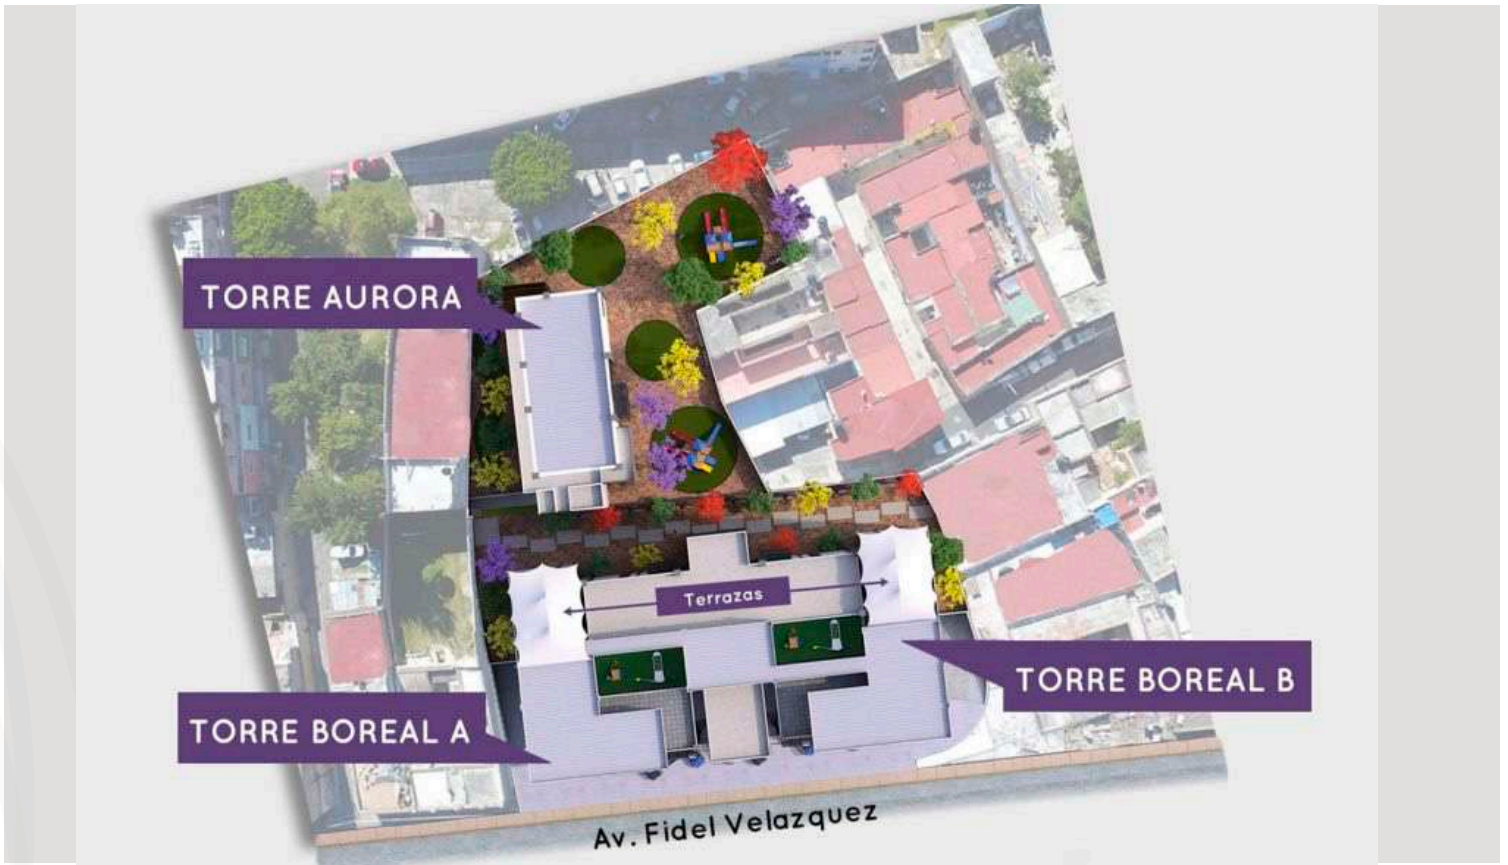 TORRE AURORA
Terrazas
TORRE BOREAL B
TORRE BOREAL A
Av. Fidel Velazquez